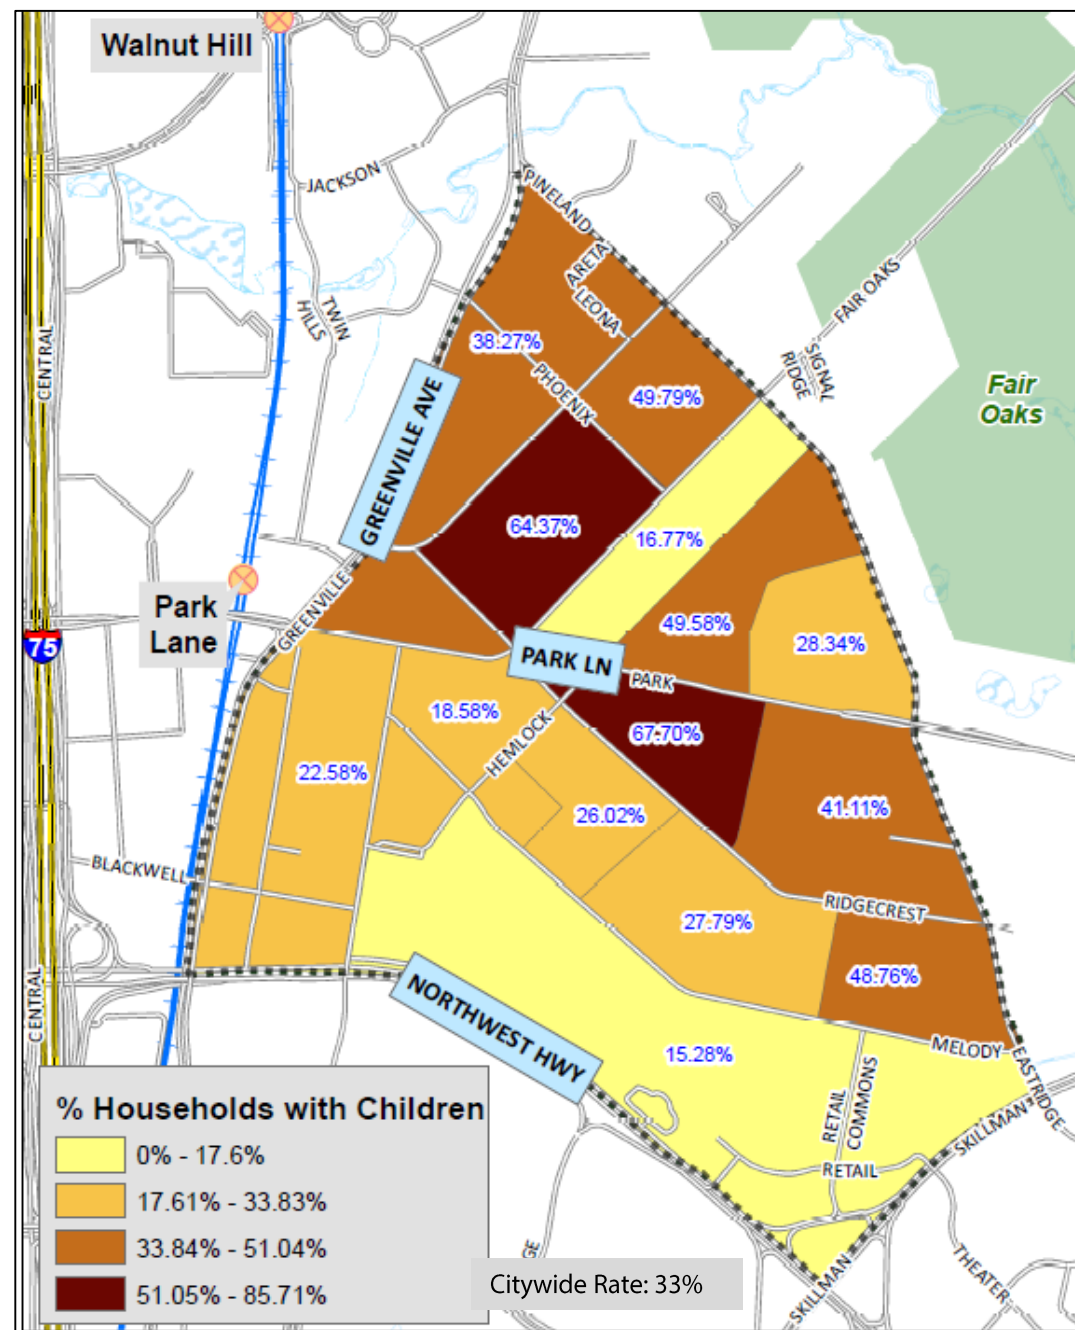 Walnut Hill
JACKSON
PINELAND
ARETA
LEONA
FAIR OAKS
TWIN
HILLS
CENTRAL
SIGNAL
RIDGE
38.27%
PHOENIX
49.79%
Fair
Oaks
GREENVILLE AVE
64.37%
16.77%
Park
Lane
GREENVILLE
75
49.58%
28.34%
PARK LN
PARK
18.58%
HEMLOCK
67.70%
22.58%
26.02%
41.11%
BLACKWELL
RIDGECREST
27.79%
48.76%
CENTRAL
NORTHWEST HWY
15.28%
MELODY
EASTRIDGE
RETAIL
COMMONS
SKILLMAN
RETAIL
% Households with Children
0% - 17.6%
17.61% - 33.83%
33.84% - 51.04%
51.05% - 85.71%
GE
Citywide Rate: 33%
SKILLMAN
THEATER